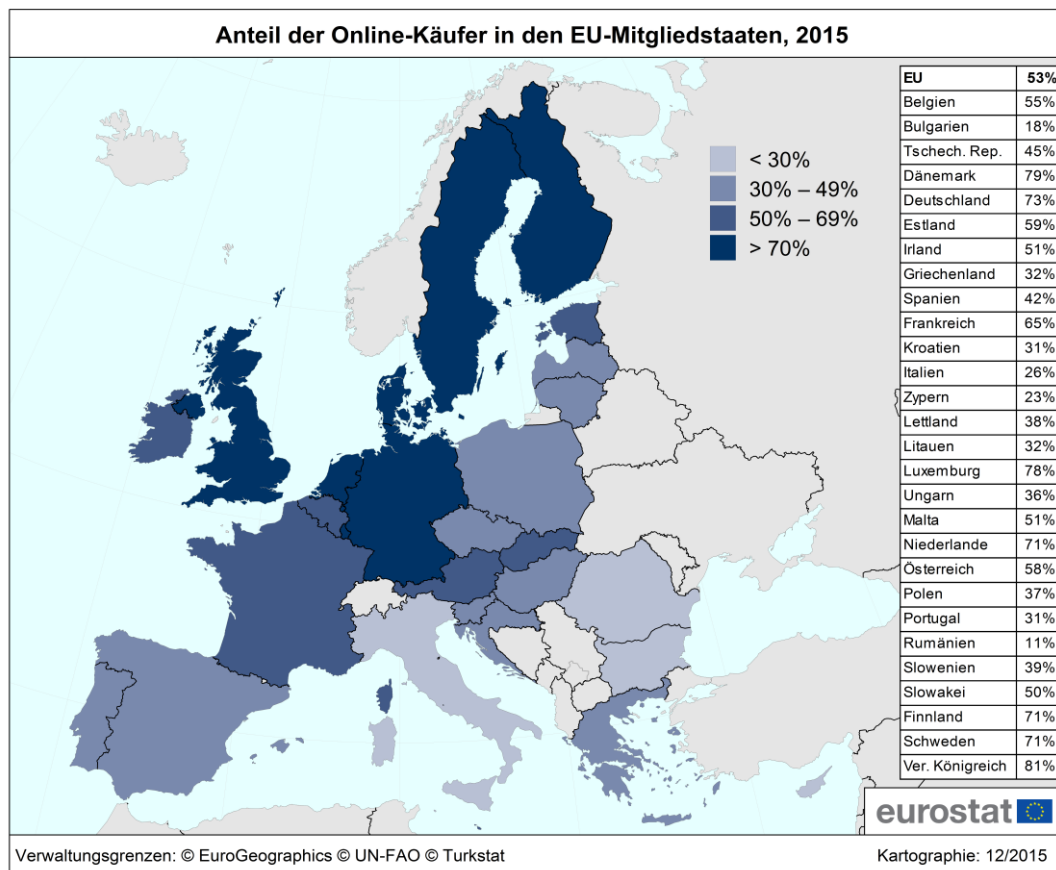 Anteil der Online-Käufer in den EU-Mitgliedstaaten, 2015
< 30%
30% – 49%
50% – 69%
> 70%
EU 53%
Belgien 55%
Bulgarien 18%
Tschech. Rep. 45%
Dänemark 79%
Deutschland 73%
Estland 59%
Irland 51%
Griechenland 32%
Spanien 42%
Frankreich 65%
Kroatien 31%
Italien 26%
Zypern 23%
Lettland 38%
Litauen 32%
Luxemburg 78%
Ungarn 36%
Malta 51%
Niederlande 71%
Österreich 58%
Polen 37%
Portugal 31%
Rumänien 11%
Slowenien 39%
Slowakei 50%
Finnland 71%
Schweden 71%
Ver. Königreich 81%
eurostat
Verwaltungsgrenzen: © EuroGeographics © UN-FAO © Turkstat
Kartographie: 12/2015